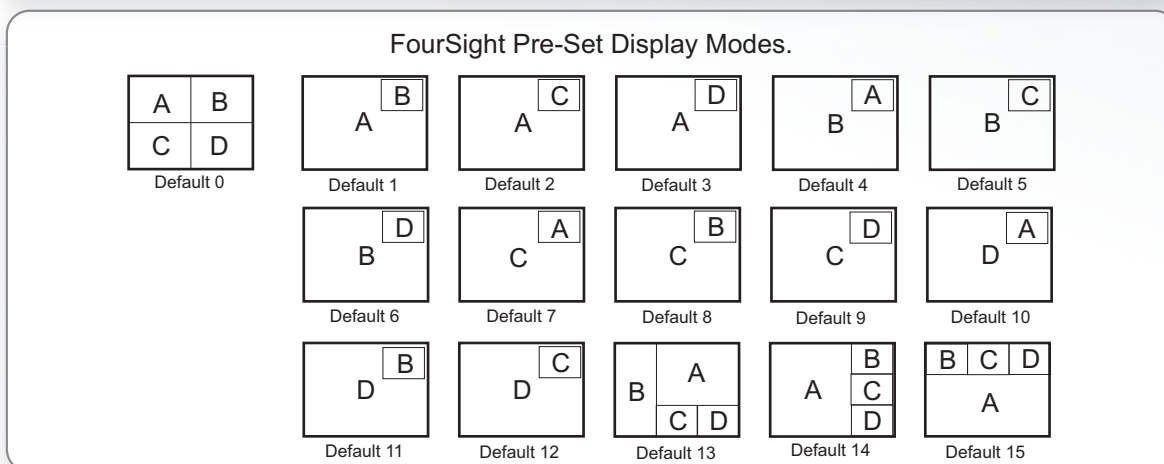 FourSight Pre-Set Display Modes.
A B
C D
Default 0
B
A
Default 1
C
A
Default 2
D
A
Default 3
A
B
Default 4
C
B
Default 5
D
B
Default 6
A
C
Default 7
B
C
Default 8
D
C
Default 9
A
D
Default 10
B
D
Default 11
C
D
Default 12
B
A
C D
Default 13
A
B
C
D
Default 14
B C D
A
Default 15